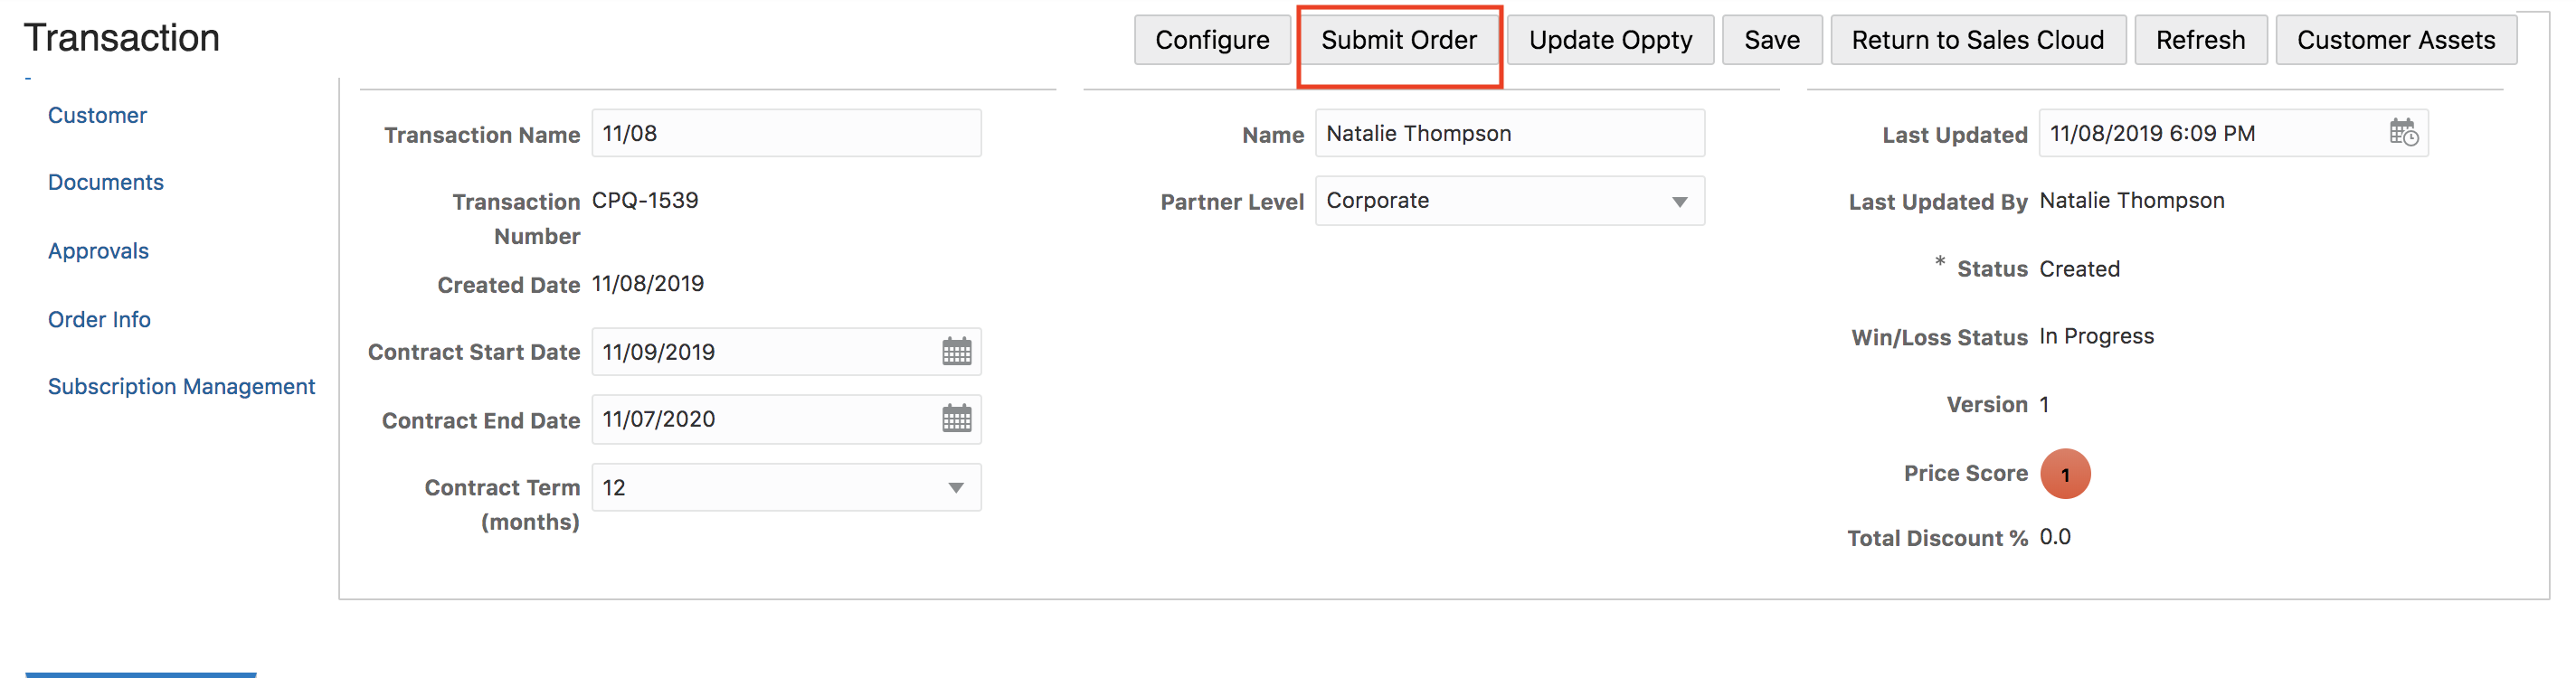 Transaction
Configure
Submit Order
Update Oppty
Save
Return to Sales Cloud
Refresh
Customer Assets
Customer
Documents
Approvals
Order Info
Subscription Management
Transaction Name 11/08
Transaction Number CPQ-1539
Created Date 11/08/2019
Contract Start Date 11/09/2019
Contract End Date 11/07/2020
Contract Term (months) 12
Name Natalie Thompson
Partner Level Corporate
Last Updated 11/08/2019 6:09 PM
Last Updated By Natalie Thompson
* Status Created
Win/Loss Status In Progress
Version 1
Price Score 1
Total Discount % 0.0